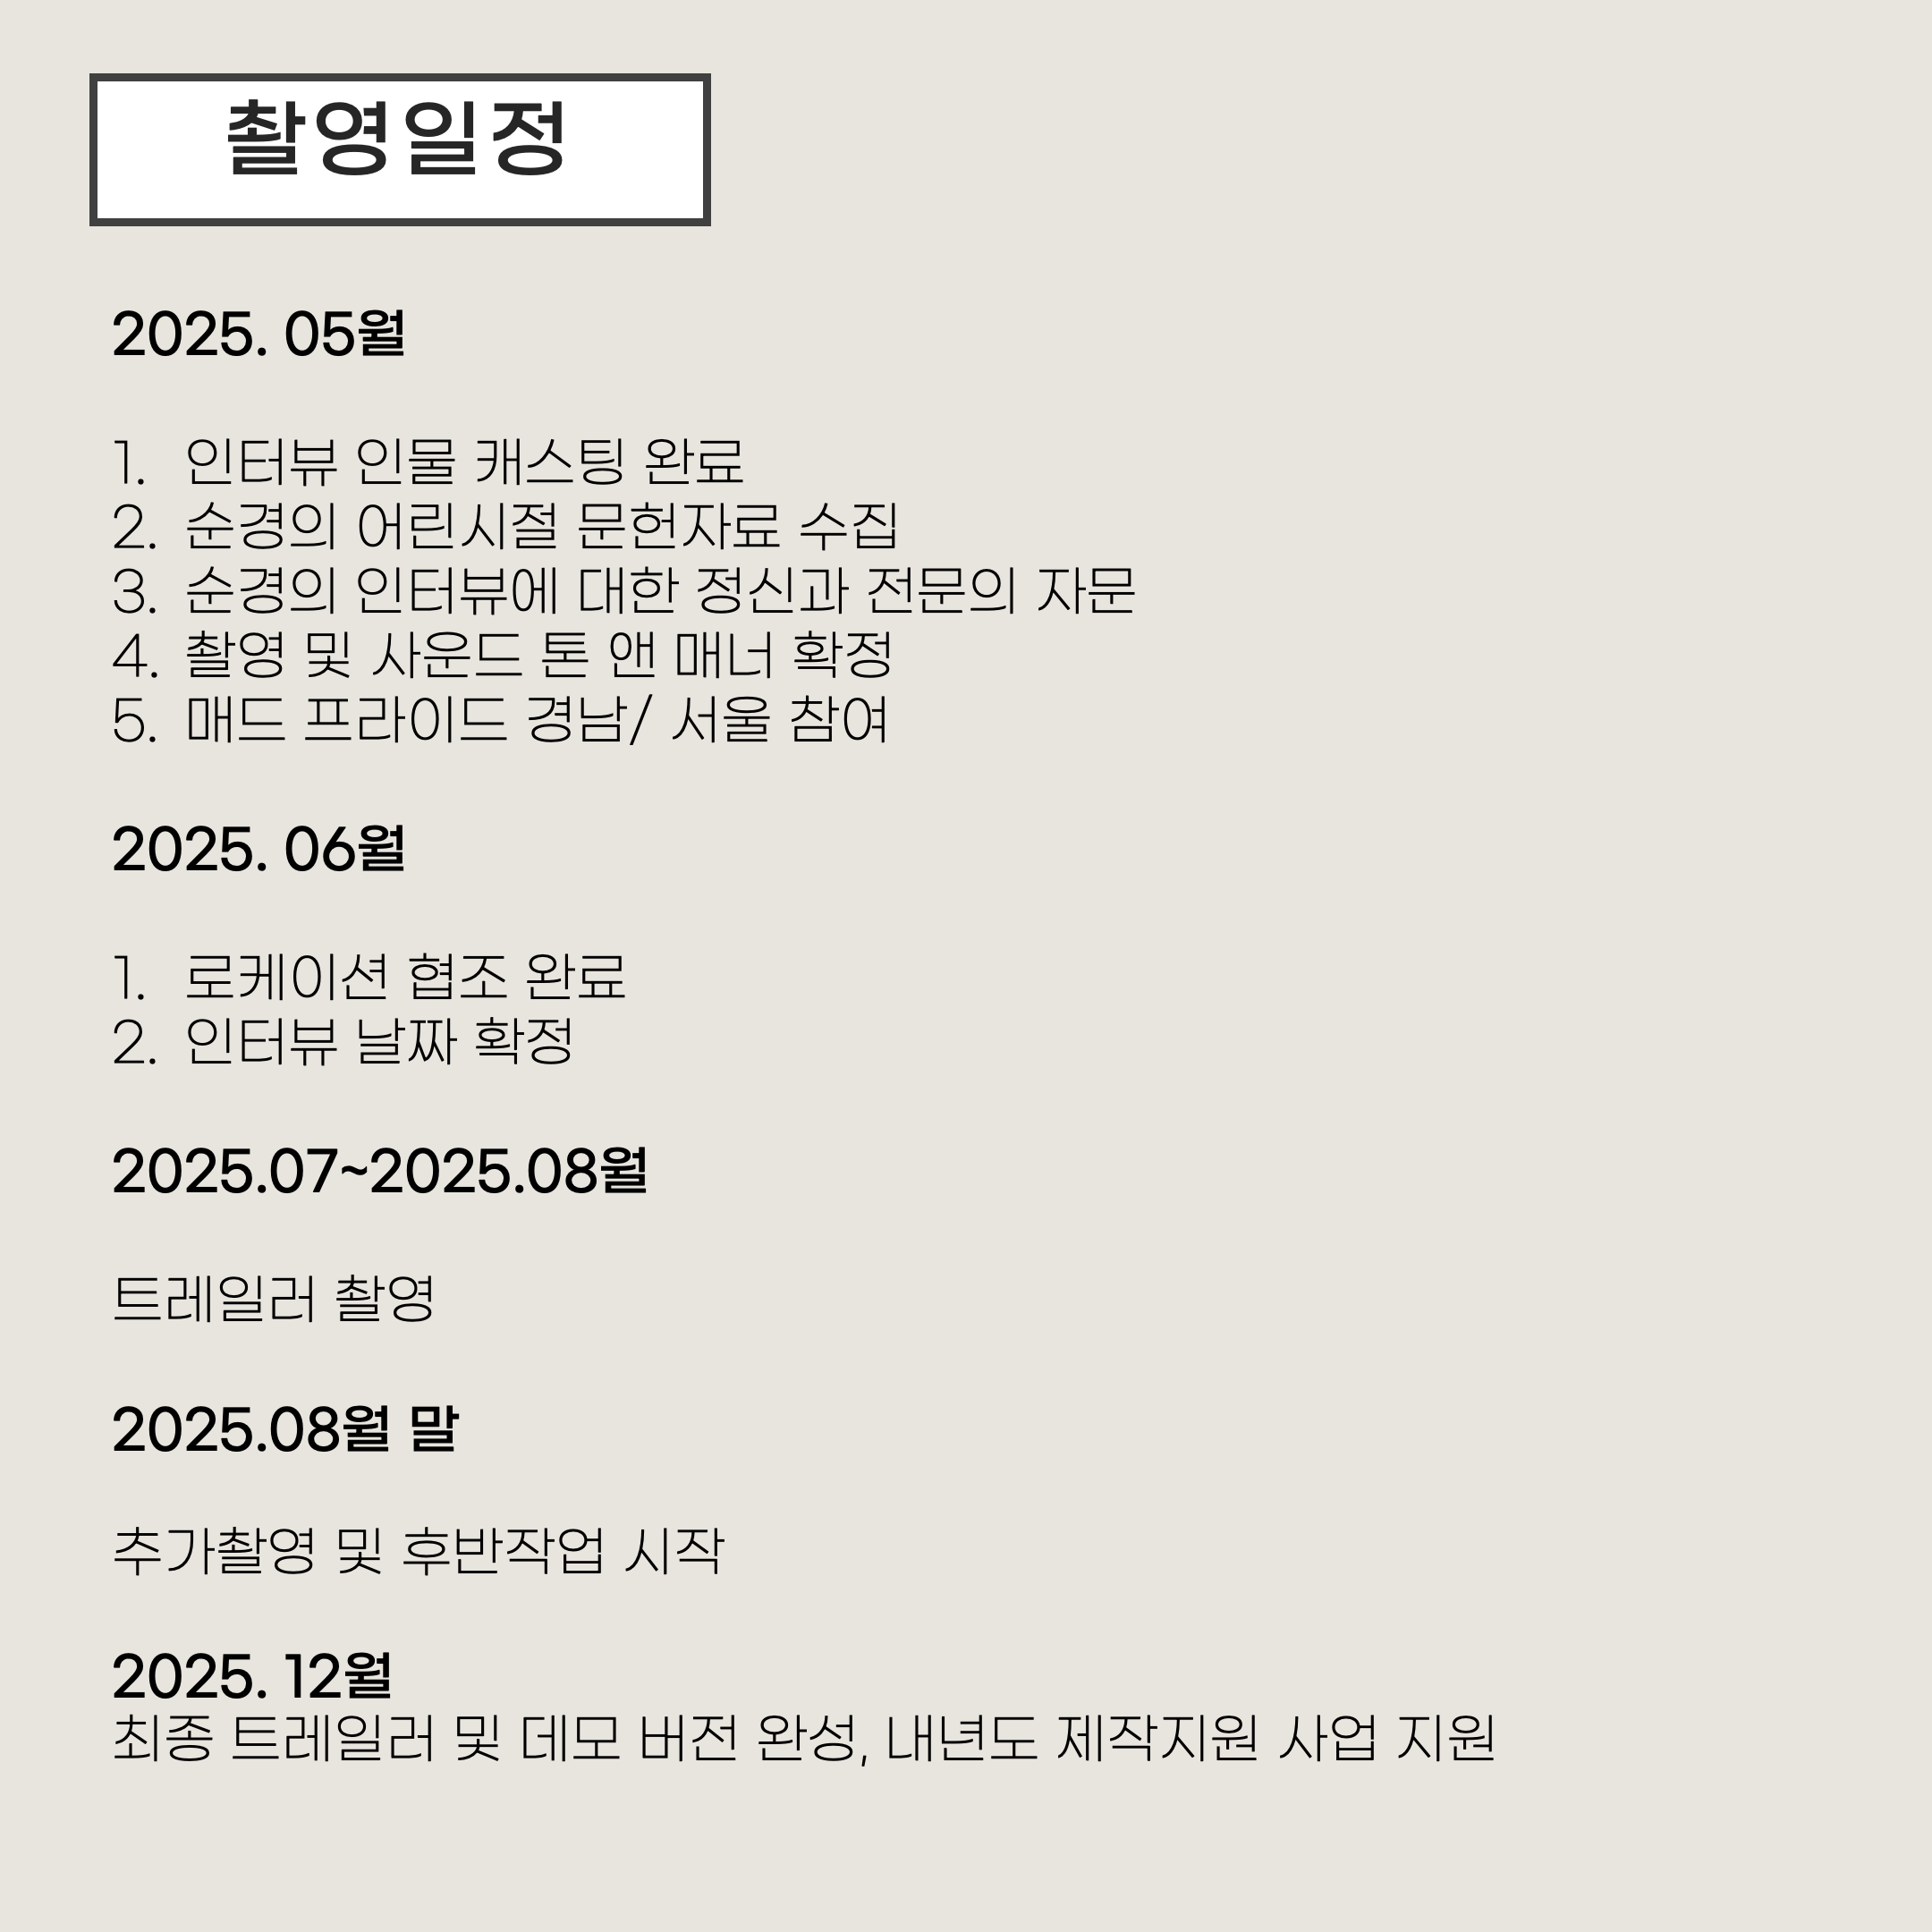 촬영일정
2025. 05월
1. 인터뷰 인물 캐스팅 완료
2. 순경의 어린시절 문헌자료 수집
3. 순경의 인터뷰에 대한 정신과 전문의 자문
4. 촬영 및 사운드 톤 앤 매너 확정
5. 매드 프라이드 경남/ 서울 참여
2025. 06월
1. 로케이션 협조 완료
2. 인터뷰 날짜 확정
2025.07~2025.08월
트레일러 촬영
2025.08월 말
추가촬영 및 후반작업 시작
2025. 12월
최종 트레일러 및 데모 버전 완성, 내년도 제작지원 사업 지원